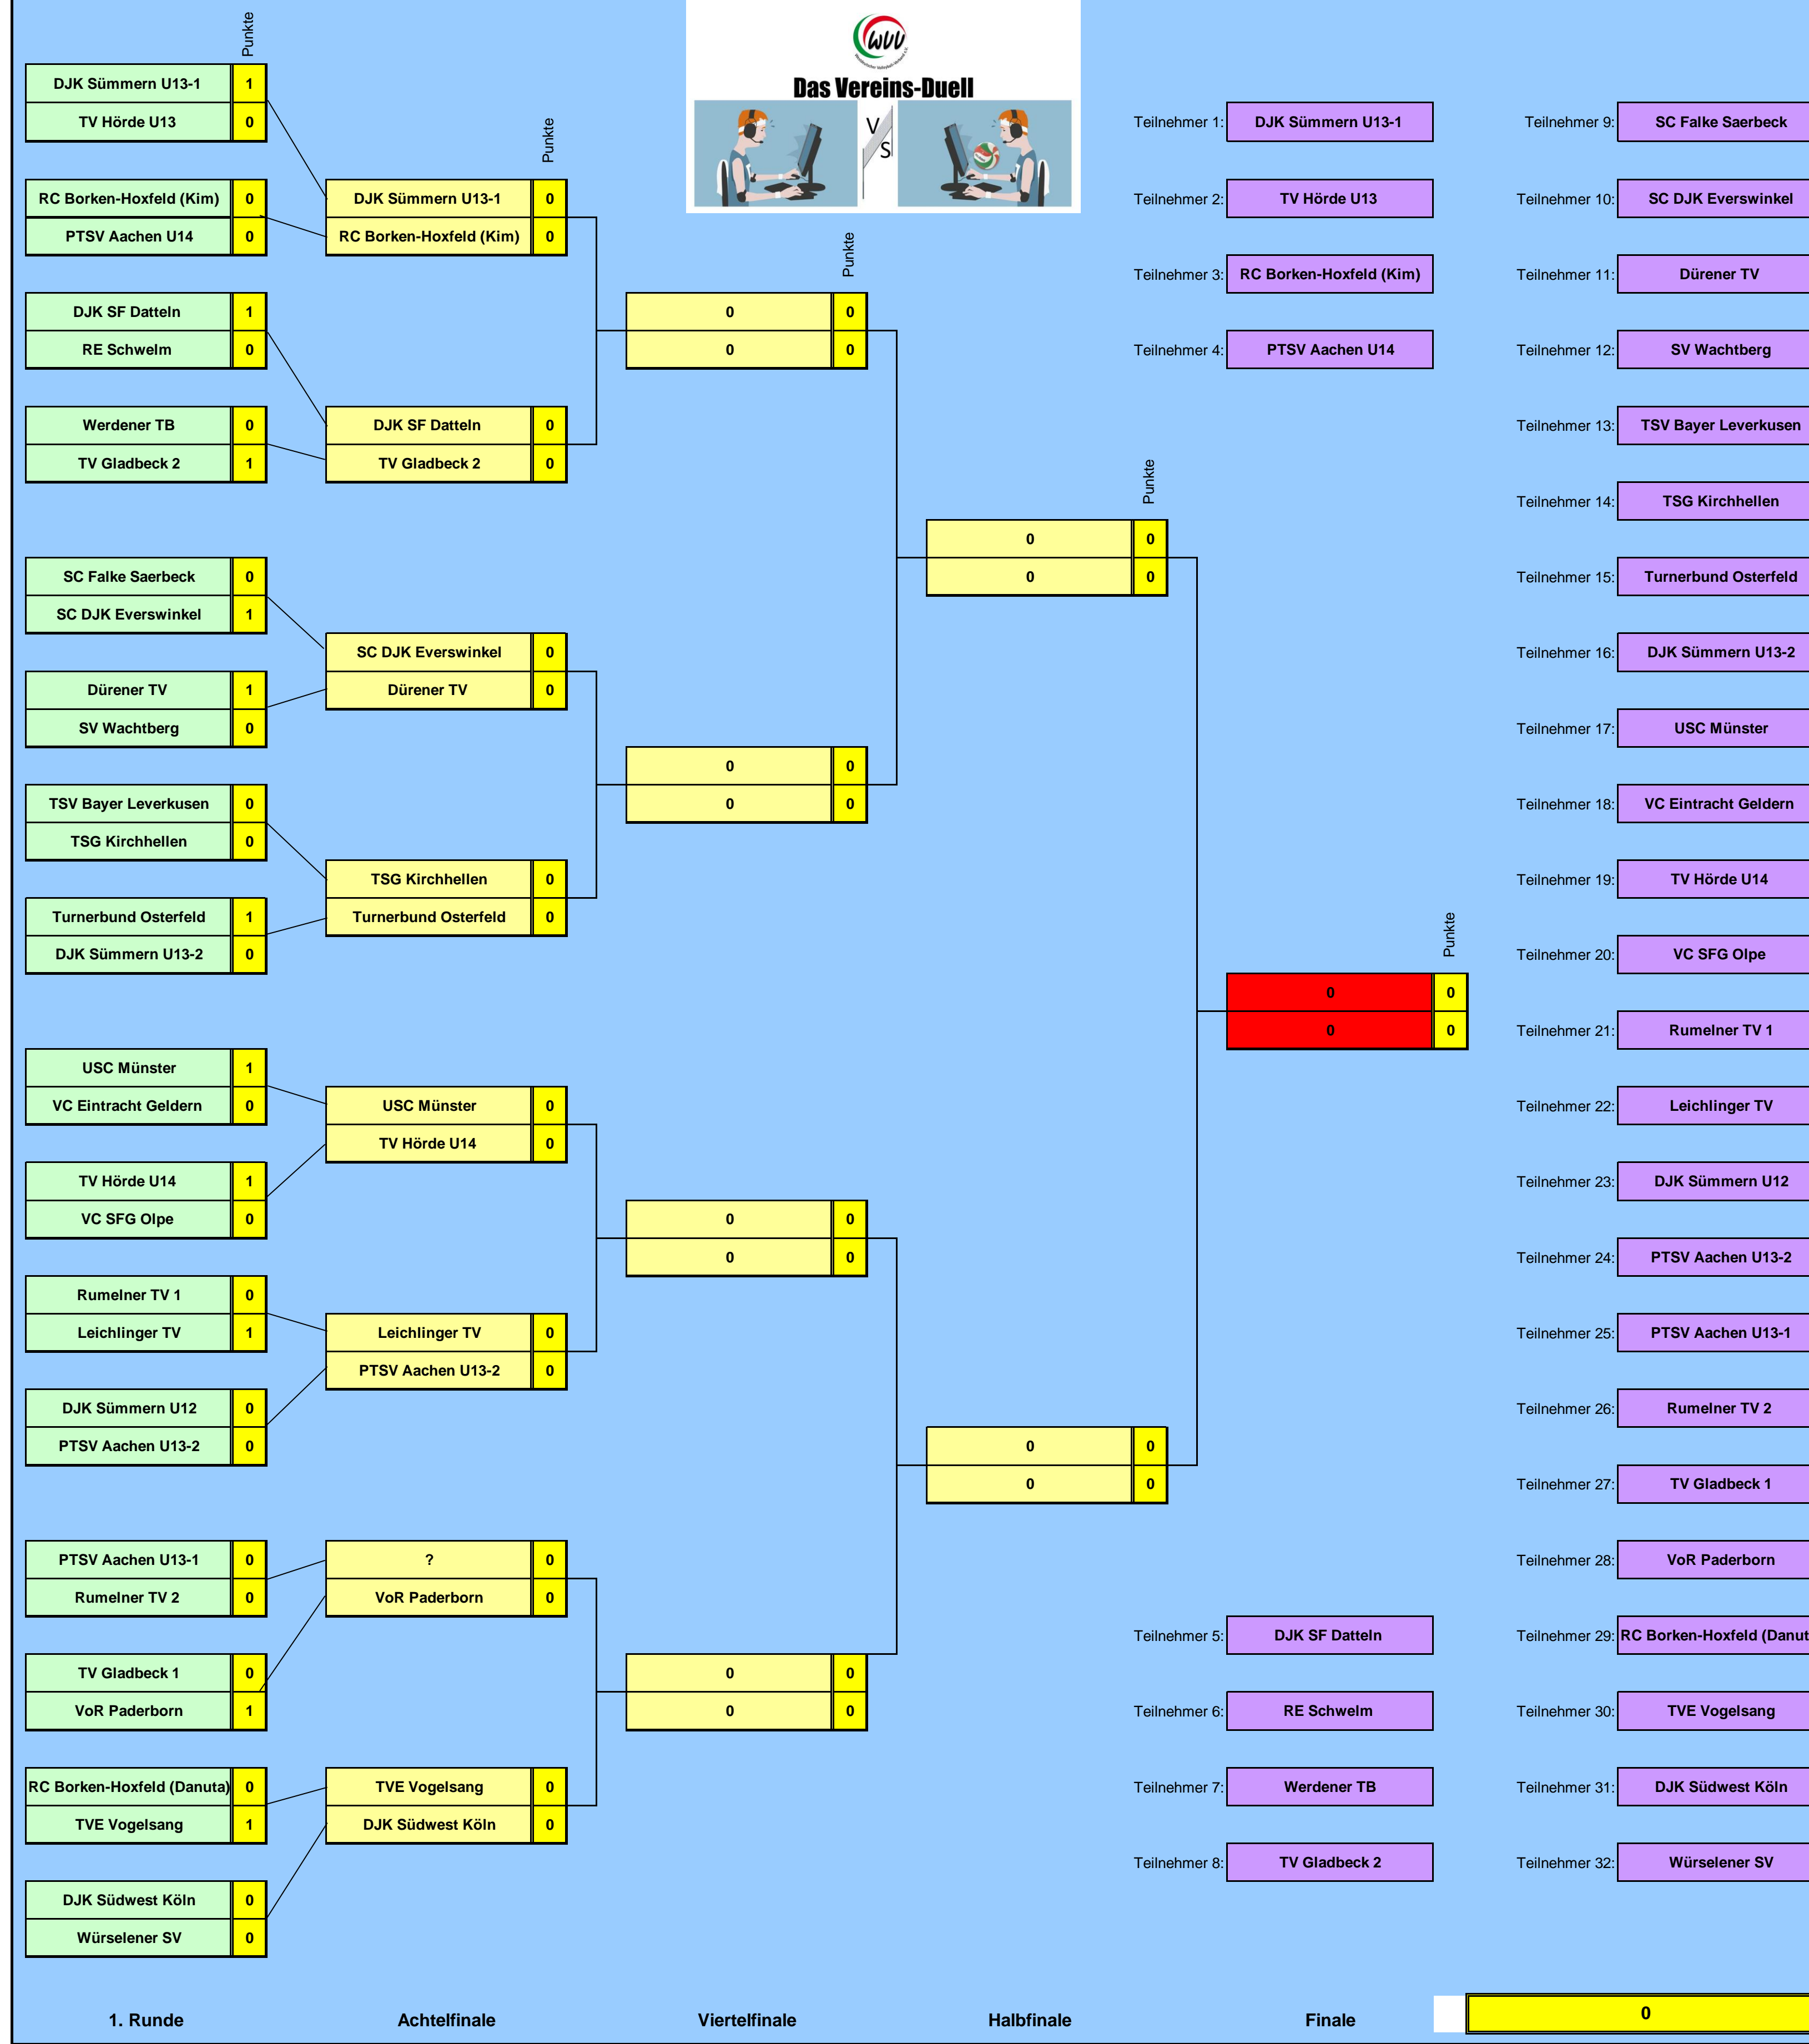 Punkte
DJK Sümmern U13-1 1
TV Hörde U13 0
RC Borken-Hoxfeld (Kim) 0
PTSV Aachen U14 0
DJK SF Datteln 1
RE Schwelm 0
Werdener TB 0
TV Gladbeck 2 1
SC Falke Saerbeck 0
SC DJK Everswinkel 1
Dürener TV 1
SV Wachtberg 0
TSV Bayer Leverkusen 0
TSG Kirchhellen 0
Turnerbund Osterfeld 1
DJK Sümmern U13-2 0
USC Münster 1
VC Eintracht Geldern 0
TV Hörde U14 1
VC SFG Olpe 0
Rumelner TV 1 0
Leichlinger TV 1
DJK Sümmern U12 0
PTSV Aachen U13-2 0
PTSV Aachen U13-1 0
Rumelner TV 2 0
TV Gladbeck 1 0
VoR Paderborn 1
RC Borken-Hoxfeld (Danuta) 0
TVE Vogelsang 1
DJK Südwest Köln 0
Würselener SV 0
1. Runde
Punkte
DJK Sümmern U13-1 0
RC Borken-Hoxfeld (Kim) 0
DJK SF Datteln 0
TV Gladbeck 2 0
SC DJK Everswinkel 0
Dürener TV 0
TSG Kirchhellen 0
Turnerbund Osterfeld 0
USC Münster 0
TV Hörde U14 0
Leichlinger TV 0
PTSV Aachen U13-2 0
? 0
VoR Paderborn 0
TVE Vogelsang 0
DJK Südwest Köln 0
Achtelfinale
WVV
Das Vereins-Duell
V
S
Punkte
0 0
0 0
0 0
0 0
0 0
0 0
0 0
0 0
Viertelfinale
Punkte
0 0
0 0
0 0
0 0
Halbfinale
Teilnehmer 1: DJK Sümmern U13-1
Teilnehmer 2: TV Hörde U13
Teilnehmer 3: RC Borken-Hoxfeld (Kim)
Teilnehmer 4: PTSV Aachen U14
Punkte
0 0
0 0
Teilnehmer 5: DJK SF Datteln
Teilnehmer 6: RE Schwelm
Teilnehmer 7: Werdener TB
Teilnehmer 8: TV Gladbeck 2
Finale
Teilnehmer 9: SC Falke Saerbeck
Teilnehmer 10: SC DJK Everswinkel
Teilnehmer 11: Dürener TV
Teilnehmer 12: SV Wachtberg
Teilnehmer 13: TSV Bayer Leverkusen
Teilnehmer 14: TSG Kirchhellen
Teilnehmer 15: Turnerbund Osterfeld
Teilnehmer 16: DJK Sümmern U13-2
Teilnehmer 17: USC Münster
Teilnehmer 18: VC Eintracht Geldern
Teilnehmer 19: TV Hörde U14
Teilnehmer 20: VC SFG Olpe
Teilnehmer 21: Rumelner TV 1
Teilnehmer 22: Leichlinger TV
Teilnehmer 23: DJK Sümmern U12
Teilnehmer 24: PTSV Aachen U13-2
Teilnehmer 25: PTSV Aachen U13-1
Teilnehmer 26: Rumelner TV 2
Teilnehmer 27: TV Gladbeck 1
Teilnehmer 28: VoR Paderborn
Teilnehmer 29: RC Borken-Hoxfeld (Danut
Teilnehmer 30: TVE Vogelsang
Teilnehmer 31: DJK Südwest Köln
Teilnehmer 32: Würselener SV
0